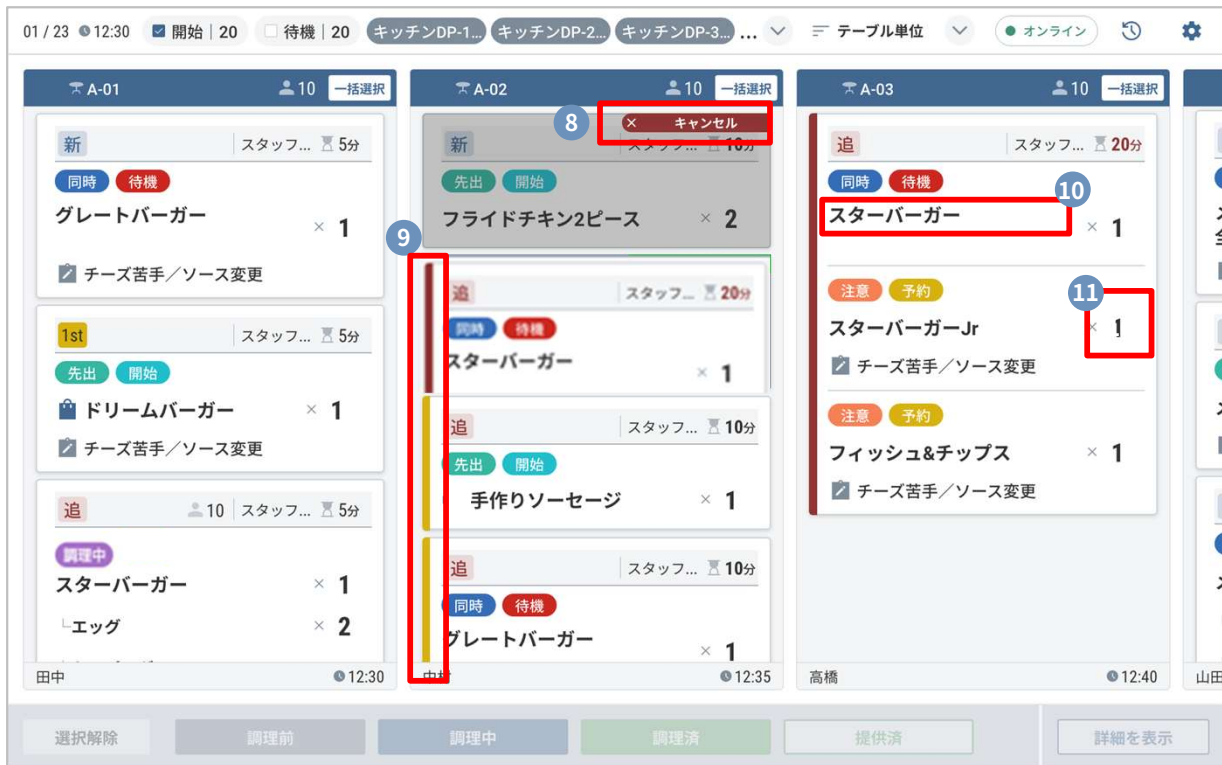 01 / 23 12:30 開始｜20 待機｜20 キッチンDP-1... キッチンDP-2... キッチンDP-3... ... テーブル単位 オンライン
A-01 10 一括選択
新 スタッフ... 5分
同時 待機
グレートバーガー × 1
チーズ苦手／ソース変更
1st スタッフ... 5分
先出 開始
ドリームバーガー × 1
チーズ苦手／ソース変更
追 10 スタッフ... 5分
調理中
スターバーガー × 1
└エッグ × 2
田中 12:30
A-02 10 一括選択
8
× キャンセル
新 スタッフ... 10分
先出 開始
フライドチキン2ピース × 2
9
追 スタッフ... 20分
同時 待機
スターバーガー × 1
追 スタッフ... 10分
先出 開始
手作りソーセージ × 1
追 スタッフ... 10分
同時 待機
グレートバーガー × 1
中村 12:35
A-03 10 一括選択
追 スタッフ... 20分
同時 待機
10
スターバーガー × 1
注意 予約
11
スターバーガーJr × 1
チーズ苦手／ソース変更
注意 予約
フィッシュ&チップス × 1
チーズ苦手／ソース変更
高橋 12:40
山田
選択解除 調理前 調理中 調理済 提供済 詳細を表示